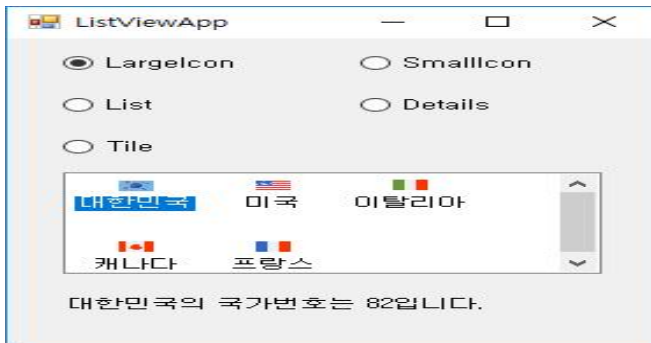 ListViewApp
LargeIcon SmallIcon
List Details
Tile
대한민국 미국 이탈리아
캐나다 프랑스
대한민국의 국가번호는 82입니다.